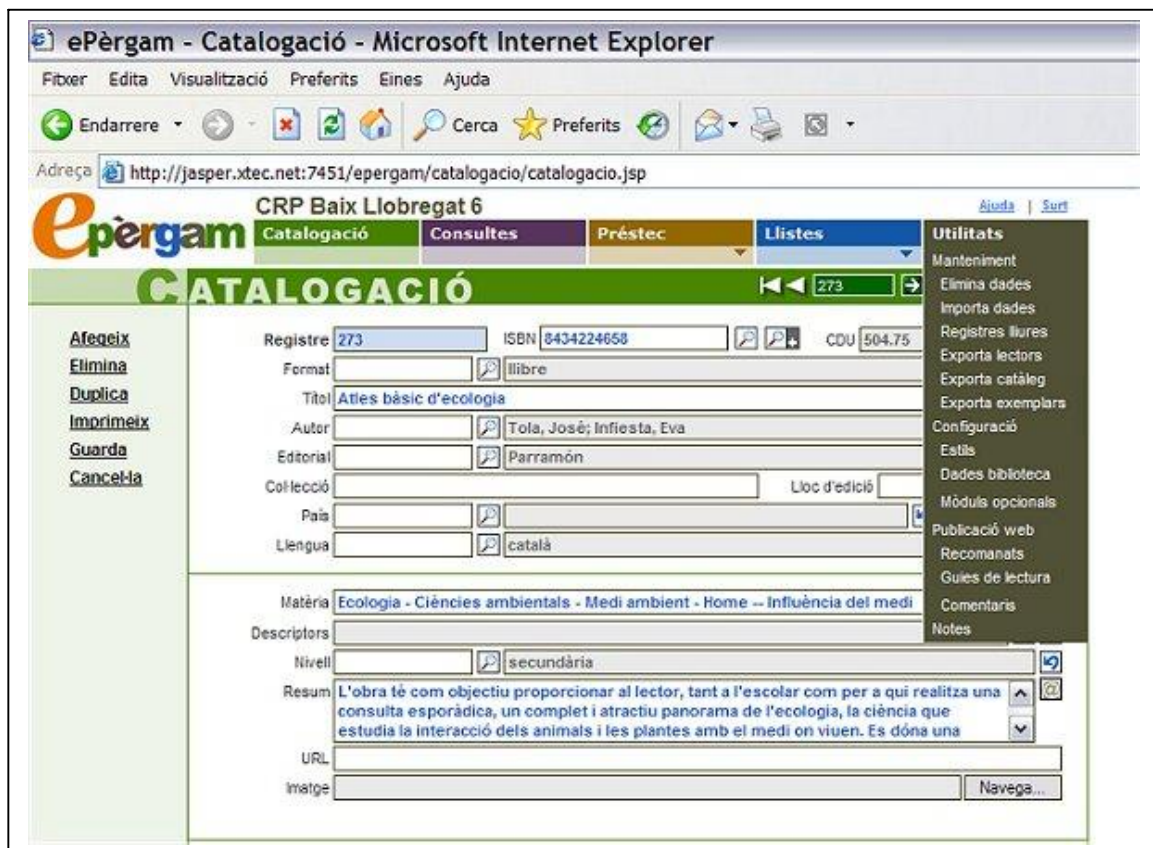 ePèrgam - Catalogació - Microsoft Internet Explorer
Fitxer Edita Visualització Preferits Eines Ajuda
Endarrere Cerca Preferits
Adreça http://jasper.xtec.net:7451/epergam/catalogacio/catalogacio.jsp
epèrgam
CRP Baix Llobregat 6
Ajuda | Surt
Catalogació Consultes Préstec Llistes Utilitats
CATALOGACIÓ
273
Manteniment
Elimina dades
Importa dades
Registres lliures
Exporta lectors
Exporta catàleg
Exporta exemplars
Configuració
Estils
Dades biblioteca
Mòduls opcionals
Publicació web
Recomanats
Guies de lectura
Comentaris
Notes
Afegeix
Elimina
Duplica
Imprimeix
Guarda
Cancel·la
Registre 273 ISBN 8434224658 CDU 504.75
Format llibre
Títol Atles bàsic d'ecologia
Autor Tola, José; Infiesta, Eva
Editorial Parramón
Col·lecció Lloc d'edició
País
Llengua català
Matèria Ecologia - Ciències ambientals - Medi ambient - Home -- Influència del medi
Descriptors
Nivell secundària
Resum L'obra té com objectiu proporcionar al lector, tant a l'escolar com per a qui realitza una
consulta esporàdica, un complet i atractiu panorama de l'ecologia, la ciència que
estudia la interacció dels animals i les plantes amb el medi on viuen. Es dóna una
URL
Imatge Navega...